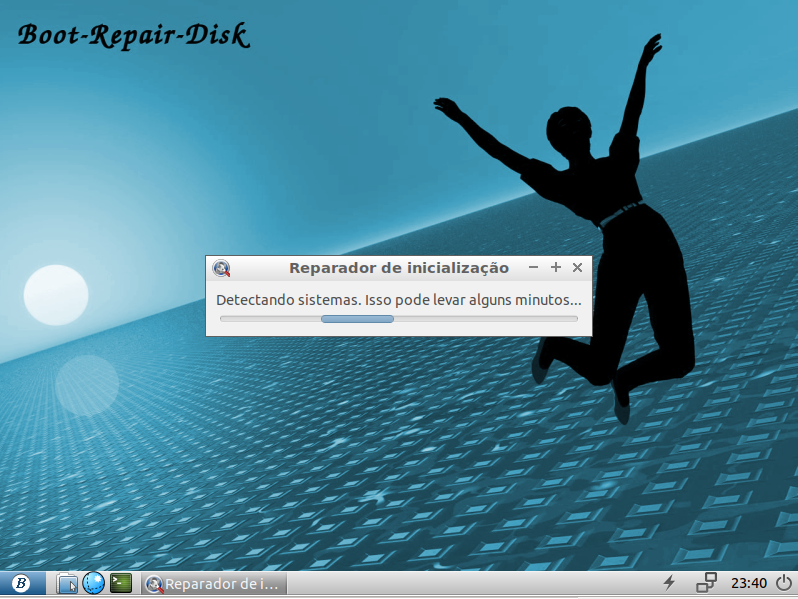 Boot-Repair-Disk
Reparador de inicialização
Detectando sistemas. Isso pode levar alguns minutos...
B
Reparador de i...
23:40